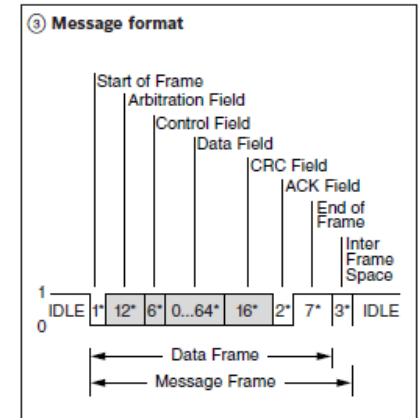 ③ Message format
Start of Frame
Arbitration Field
Control Field
Data Field
CRC Field
ACK Field
End of
Frame
Inter
Frame
Space
1
IDLE 1* 12* 6* 0...64* 16* 2* 7* 3* IDLE
0
Data Frame
Message Frame